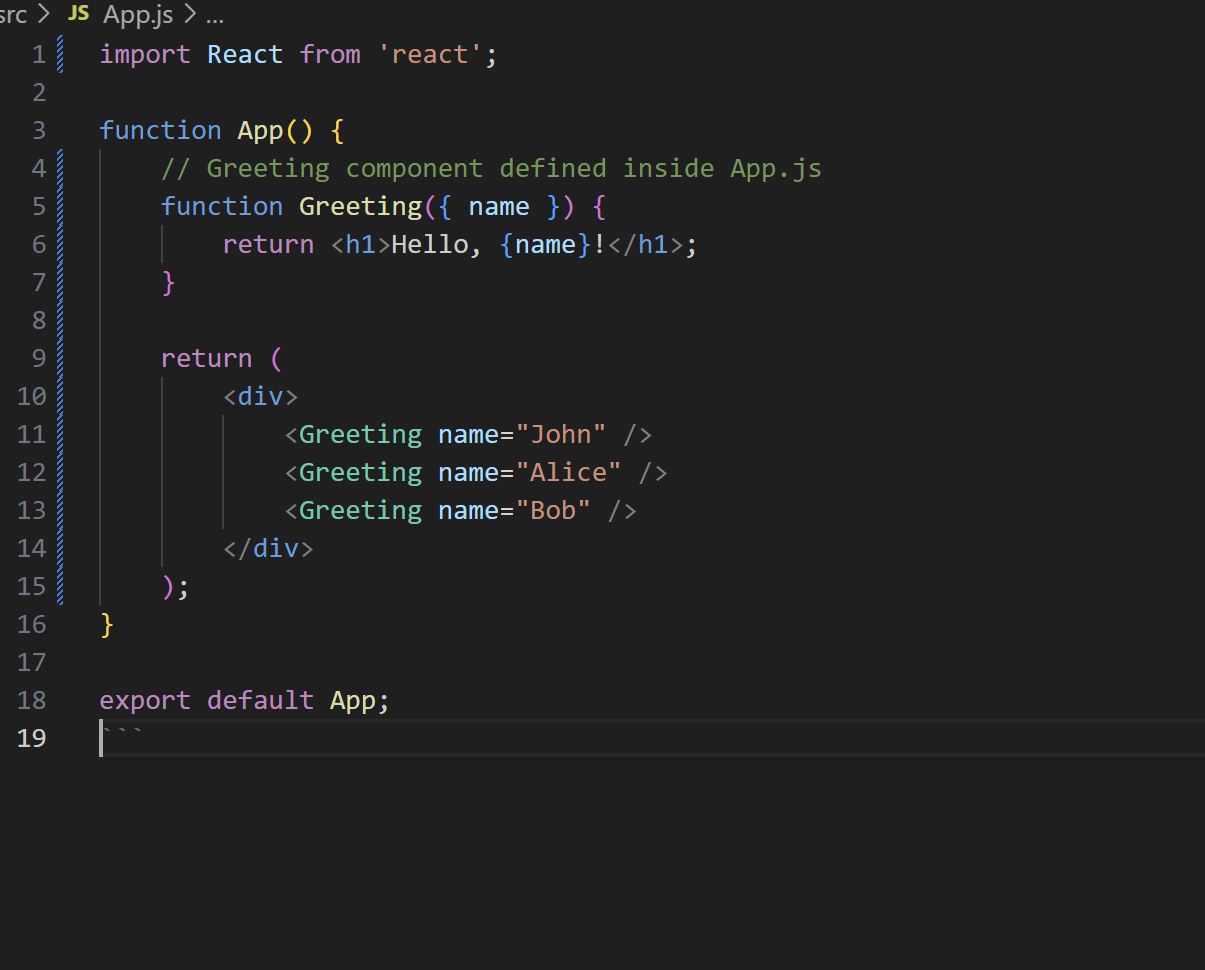 src > JS App.js > ...
1 import React from 'react';
2
3 function App() {
4     // Greeting component defined inside App.js
5     function Greeting({ name }) {
6         return <h1>Hello, {name}!</h1>;
7     }
8
9     return (
10         <div>
11             <Greeting name="John" />
12             <Greeting name="Alice" />
13             <Greeting name="Bob" />
14         </div>
15     );
16 }
17
18 export default App;
19 ```